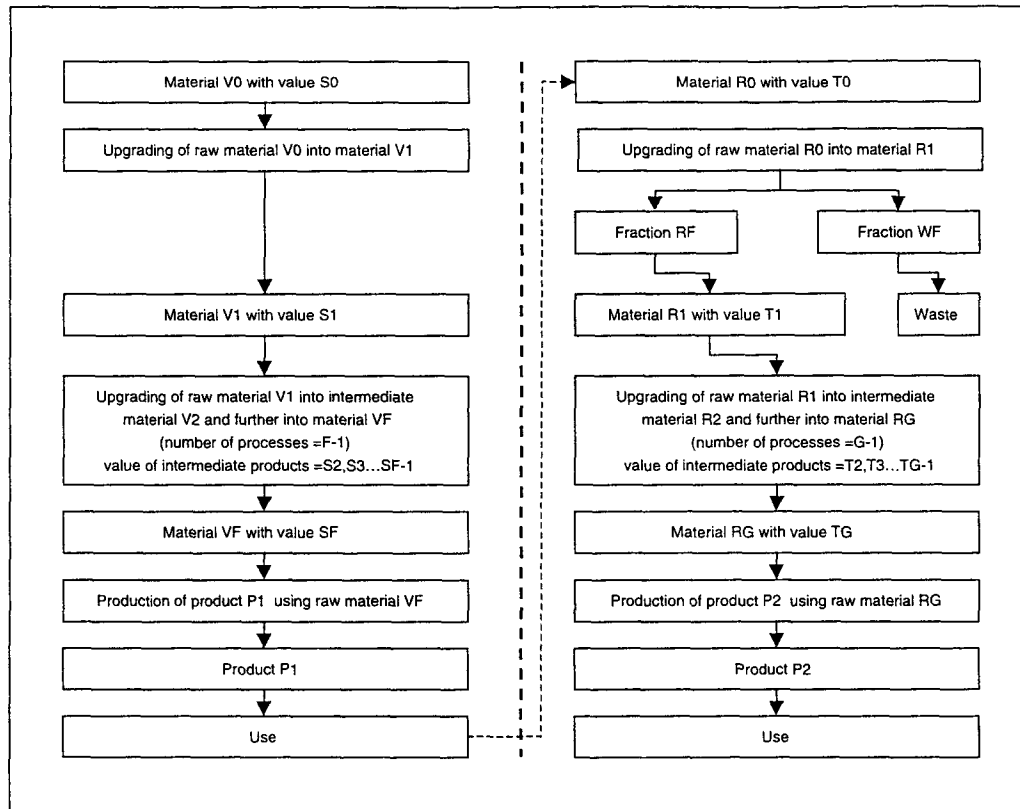 Material V0 with value S0
Upgrading of raw material V0 into material V1
Material V1 with value S1
Upgrading of raw material V1 into intermediate
material V2 and further into material VF
(number of processes =F-1)
value of intermediate products =S2,S3...SF-1
Material VF with value SF
Production of product P1 using raw material VF
Product P1
Use
Material R0 with value T0
Upgrading of raw material R0 into material R1
Fraction RF
Fraction WF
Material R1 with value T1
Waste
Upgrading of raw material R1 into intermediate
material R2 and further into material RG
(number of processes =G-1)
value of intermediate products =T2,T3...TG-1
Material RG with value TG
Production of product P2 using raw material RG
Product P2
Use